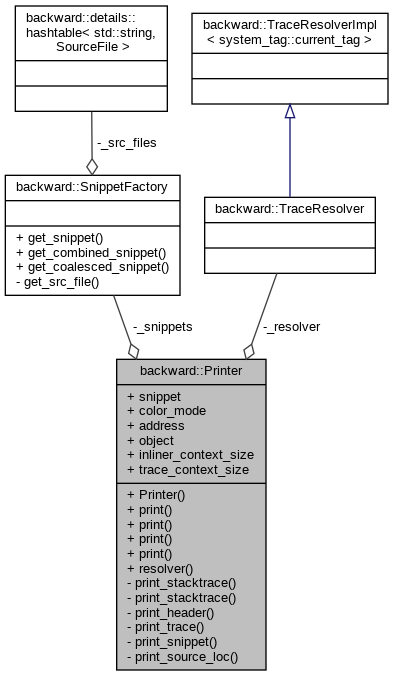 backward::details::
hashtable< std::string,
SourceFile >
backward::TraceResolverImpl
< system_tag::current_tag >
-_src_files
backward::SnippetFactory
+ get_snippet()
+ get_combined_snippet()
+ get_coalesced_snippet()
- get_src_file()
backward::TraceResolver
-_snippets
-_resolver
backward::Printer
+ snippet
+ color_mode
+ address
+ object
+ inliner_context_size
+ trace_context_size
+ Printer()
+ print()
+ print()
+ print()
+ print()
+ resolver()
- print_stacktrace()
- print_stacktrace()
- print_header()
- print_trace()
- print_snippet()
- print_source_loc()